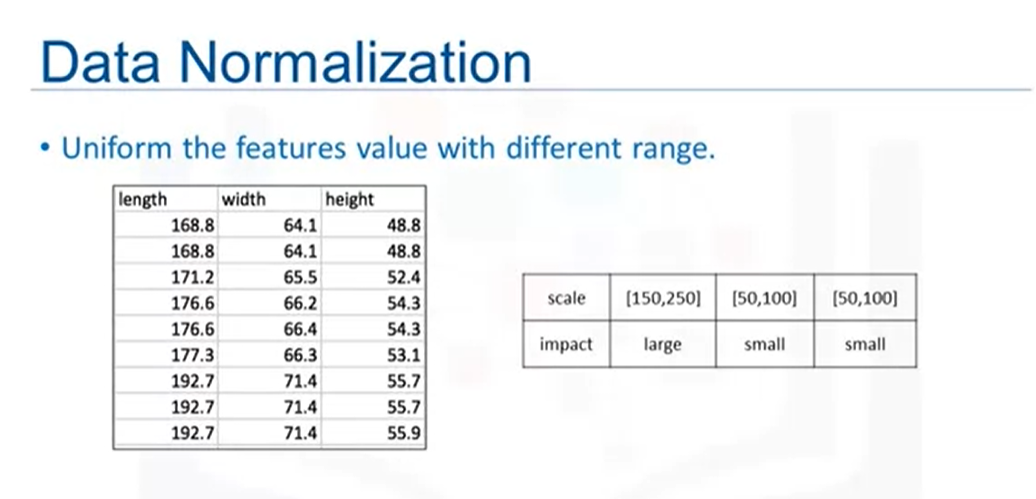 Data Normalization
• Uniform the features value with different range.
length width height
168.8 64.1 48.8
168.8 64.1 48.8
171.2 65.5 52.4
176.6 66.2 54.3
176.6 66.4 54.3
177.3 66.3 53.1
192.7 71.4 55.7
192.7 71.4 55.7
192.7 71.4 55.9
scale [150,250] [50,100] [50,100]
impact large small small